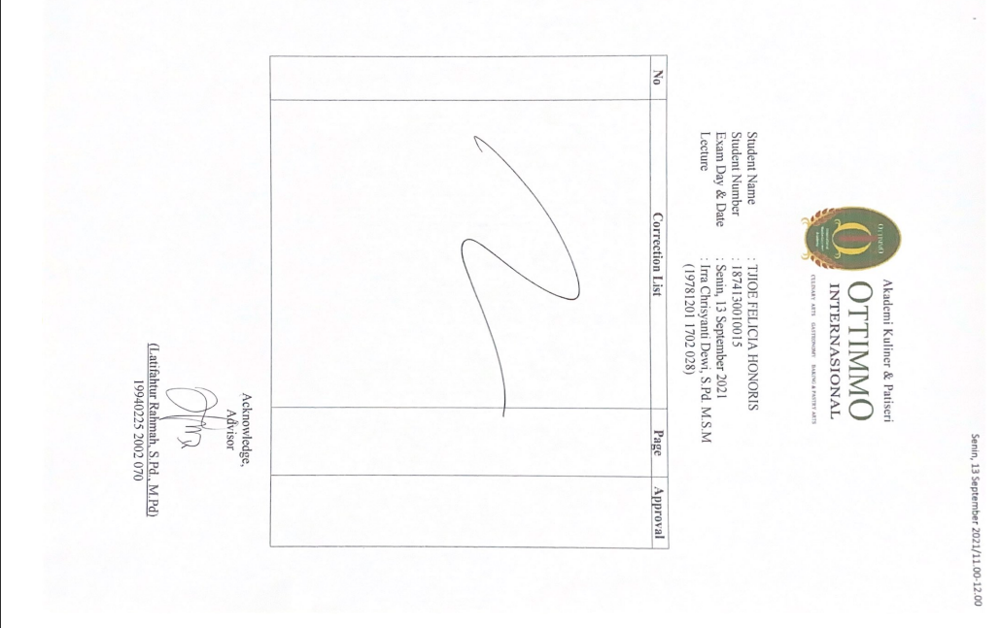 Senin, 13 September 2021/11.00-12.00
Akademi Kuliner & Patiseri
OTTIMMO
INTERNASIONAL
CULINARY ARTS GASTRONOMY BAKING & PASTRY ARTS
OTTIMMO
Student Name : TJIOE FELICIA HONORIS
Student Number : 1874130010015
Exam Day & Date : Senin, 13 September 2021
Lecture : Irra Chrisyanti Dewi, S.Pd. M.S.M
(19781201 1702 028)
No Correction List Page Approval
Acknowledge,
Advisor
(Latifahtur Rahmah, S.Pd., M.Pd)
19940225 2002 070